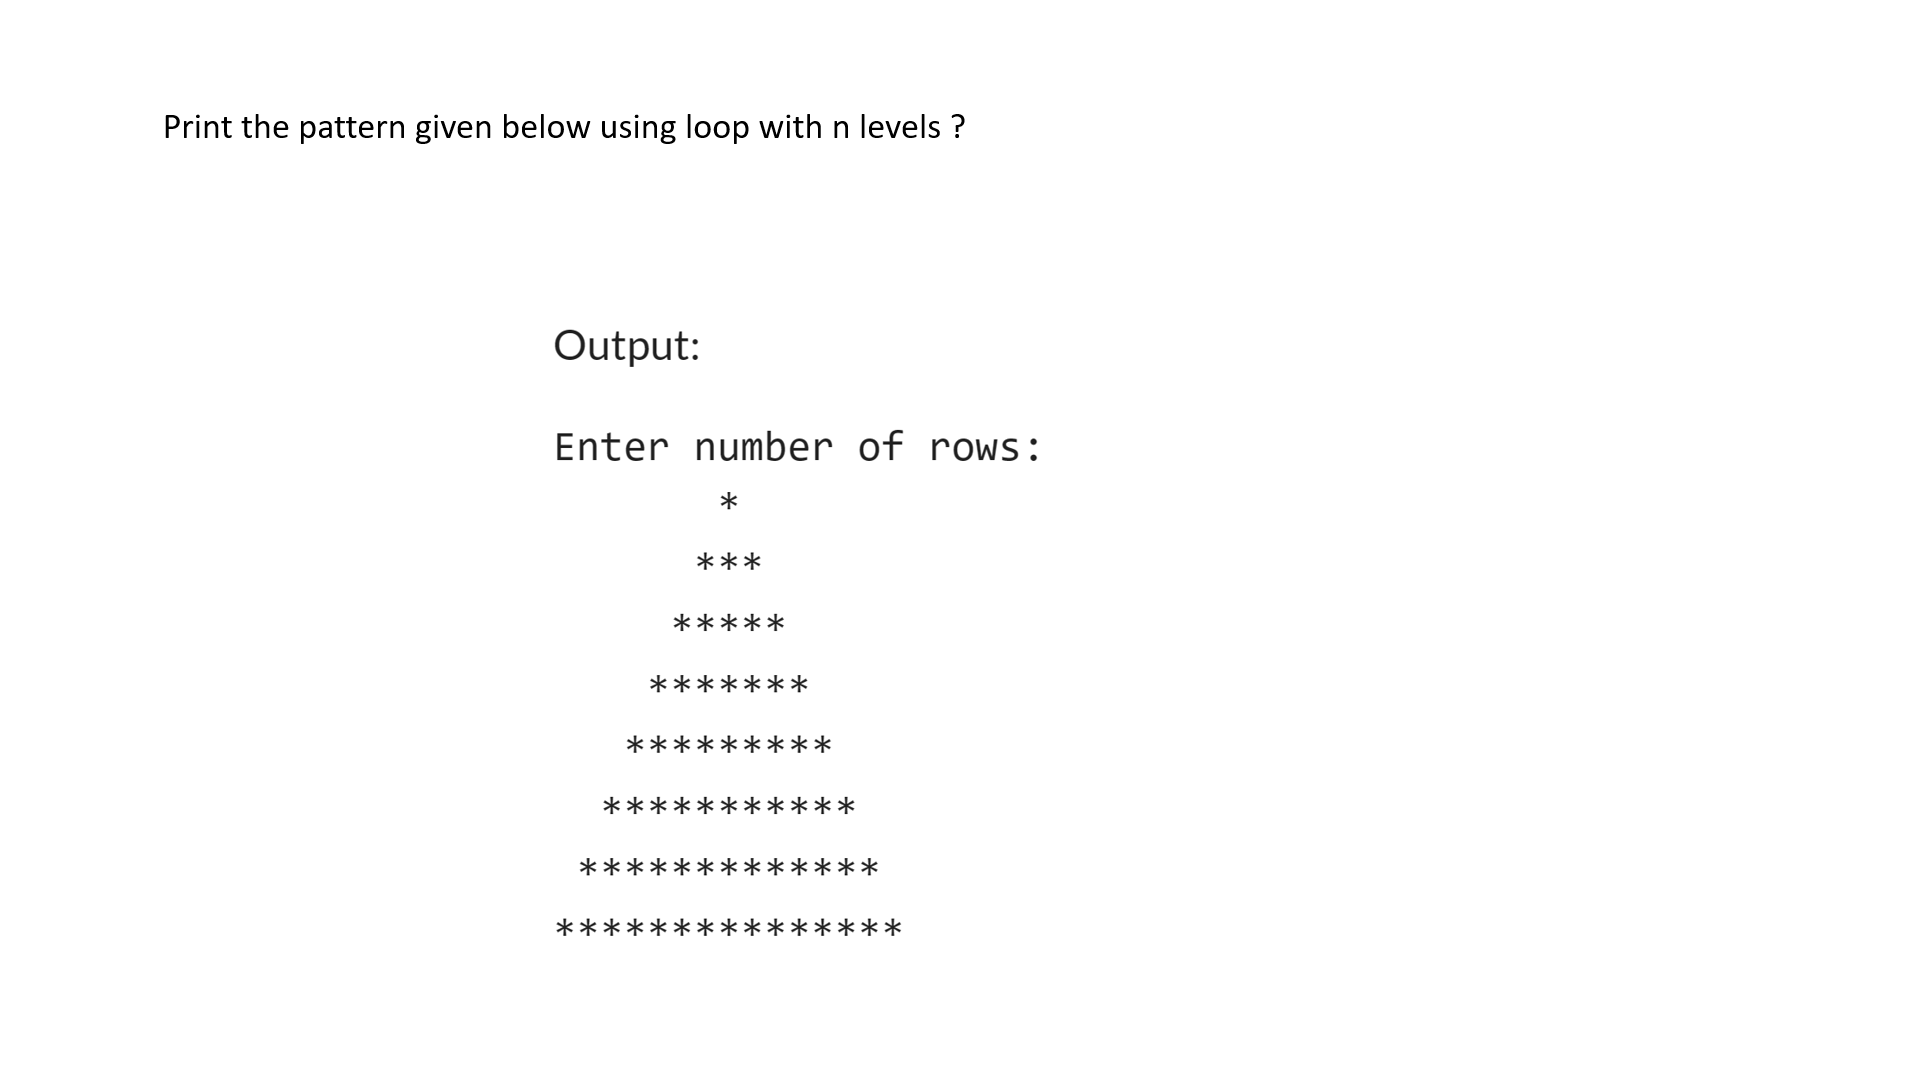 Print the pattern given below using loop with n levels ?
Output:
Enter number of rows:
       *
      ***
     *****
    *******
   *********
  ***********
 *************
***************